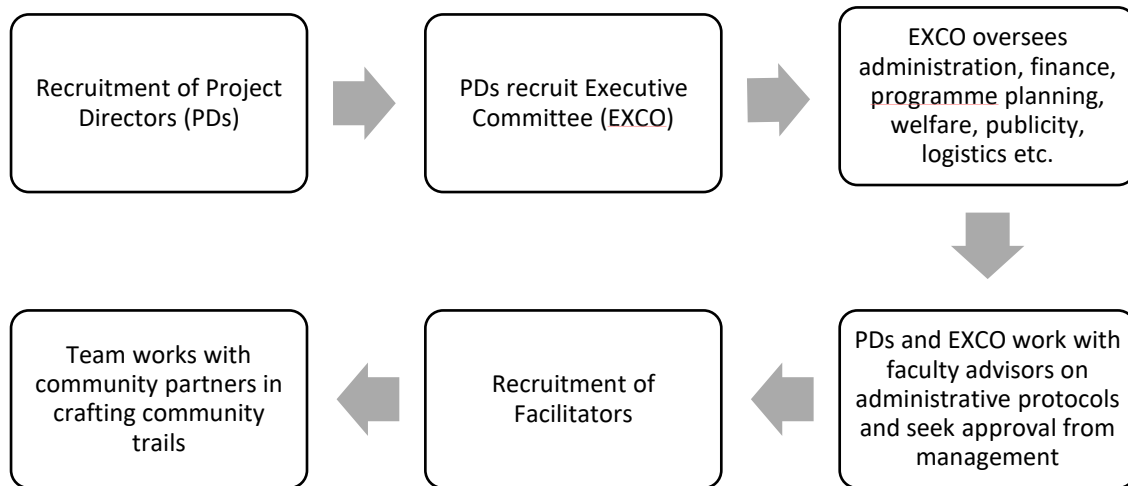 Recruitment of Project
Directors (PDs)
PDs recruit Executive
Committee (EXCO)
EXCO oversees
administration, finance,
programme planning,
welfare, publicity,
logistics etc.
PDs and EXCO work with
faculty advisors on
administrative protocols
and seek approval from
management
Recruitment of
Facilitators
Team works with
community partners in
crafting community
trails